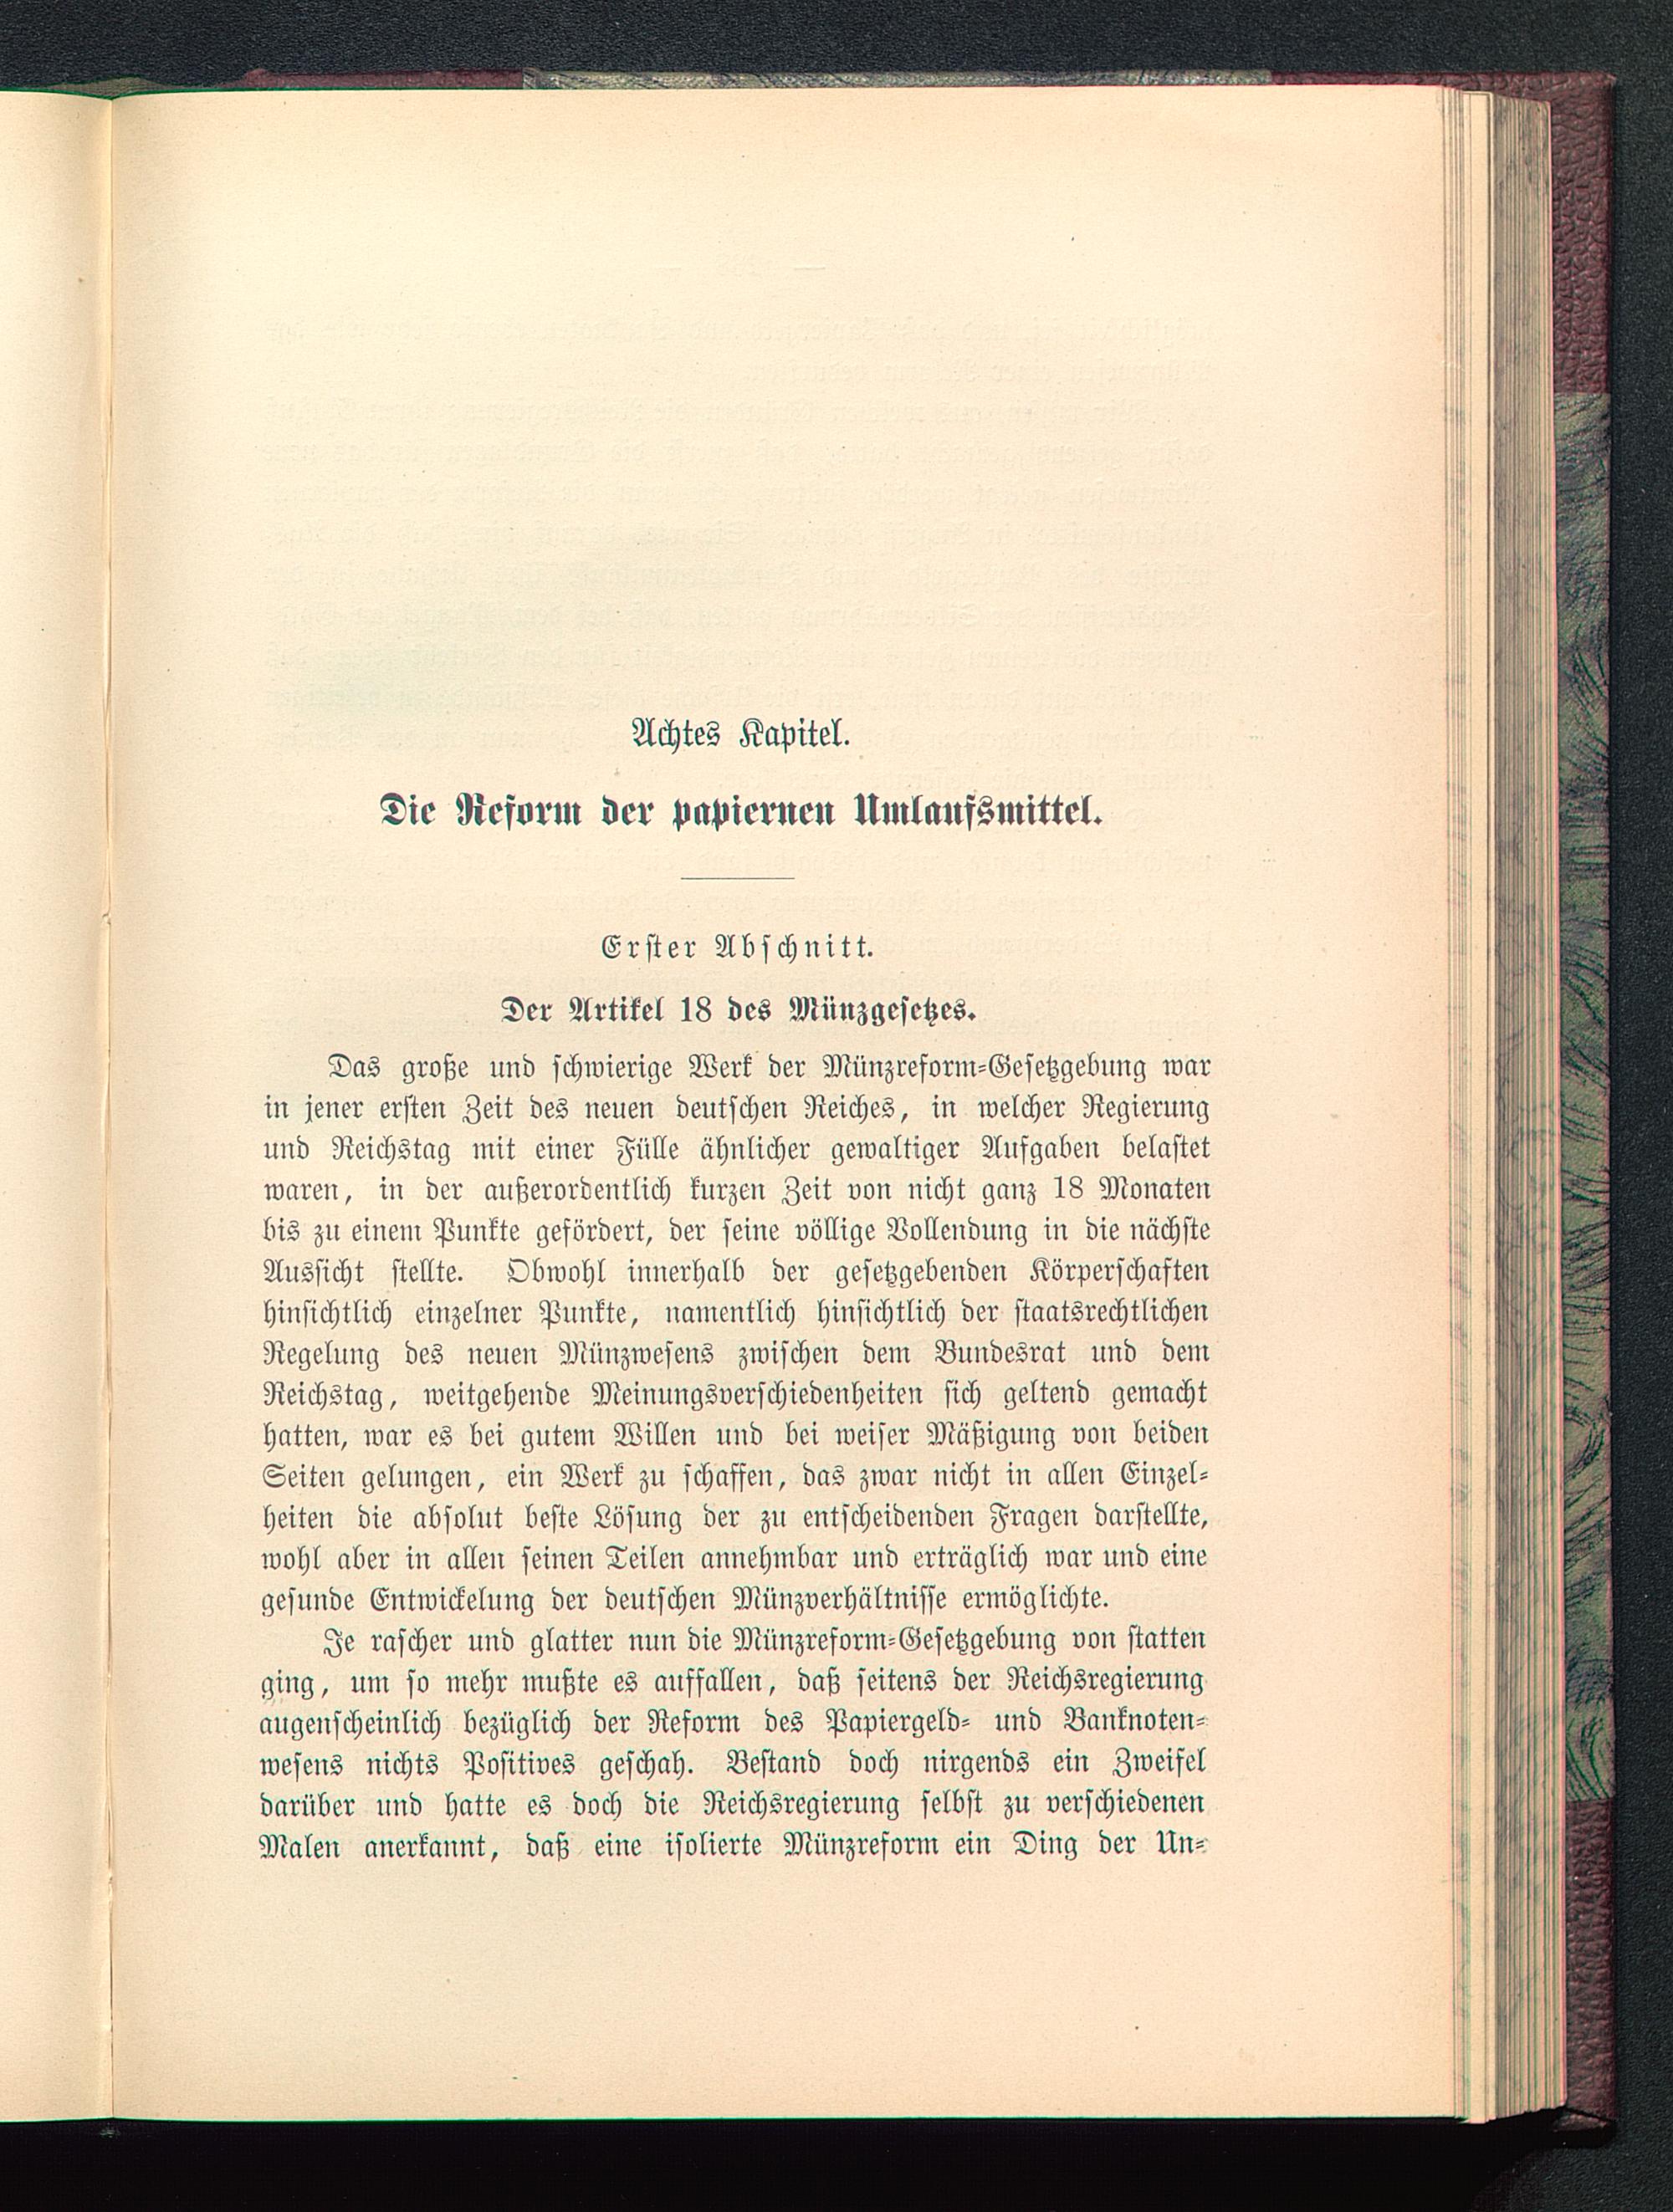 Achtes Kapitel.
Die Reform der papiernen Umlaufsmittel.
Erster Abschnitt.
Der Artikel 18 des Münzgesetzes.
Das große und schwierige Werk der Münzreform-Gesetzgebung war
in jener ersten Zeit des neuen deutschen Reiches, in welcher Regierung
und Reichstag mit einer Fülle ähnlicher gewaltiger Aufgaben belastet
waren, in der außerordentlich kurzen Zeit von nicht ganz 18 Monaten
bis zu einem Punkte gefördert, der seine völlige Vollendung in die nächste
Aussicht stellte. Obwohl innerhalb der gesetzgebenden Körperschaften
hinsichtlich einzelner Punkte, namentlich hinsichtlich der staatsrechtlichen
Regelung des neuen Münzwesens zwischen dem Bundesrat und dem
Reichstag, weitgehende Meinungsverschiedenheiten sich geltend gemacht
hatten, war es bei gutem Willen und bei weiser Mäßigung von beiden
Seiten gelungen, ein Werk zu schaffen, das zwar nicht in allen Einzel-
heiten die absolut beste Lösung der zu entscheidenden Fragen darstellte,
wohl aber in allen seinen Teilen annehmbar und erträglich war und eine
gesunde Entwickelung der deutschen Münzverhältnisse ermöglichte.
Je rascher und glatter nun die Münzreform-Gesetzgebung von statten
ging, um so mehr mußte es auffallen, daß seitens der Reichsregierung
augenscheinlich bezüglich der Reform des Papiergeld- und Banknoten-
wesens nichts Positives geschah. Bestand doch nirgends ein Zweifel
darüber und hatte es doch die Reichsregierung selbst zu verschiedenen
Malen anerkannt, daß eine isolierte Münzreform ein Ding der Un-